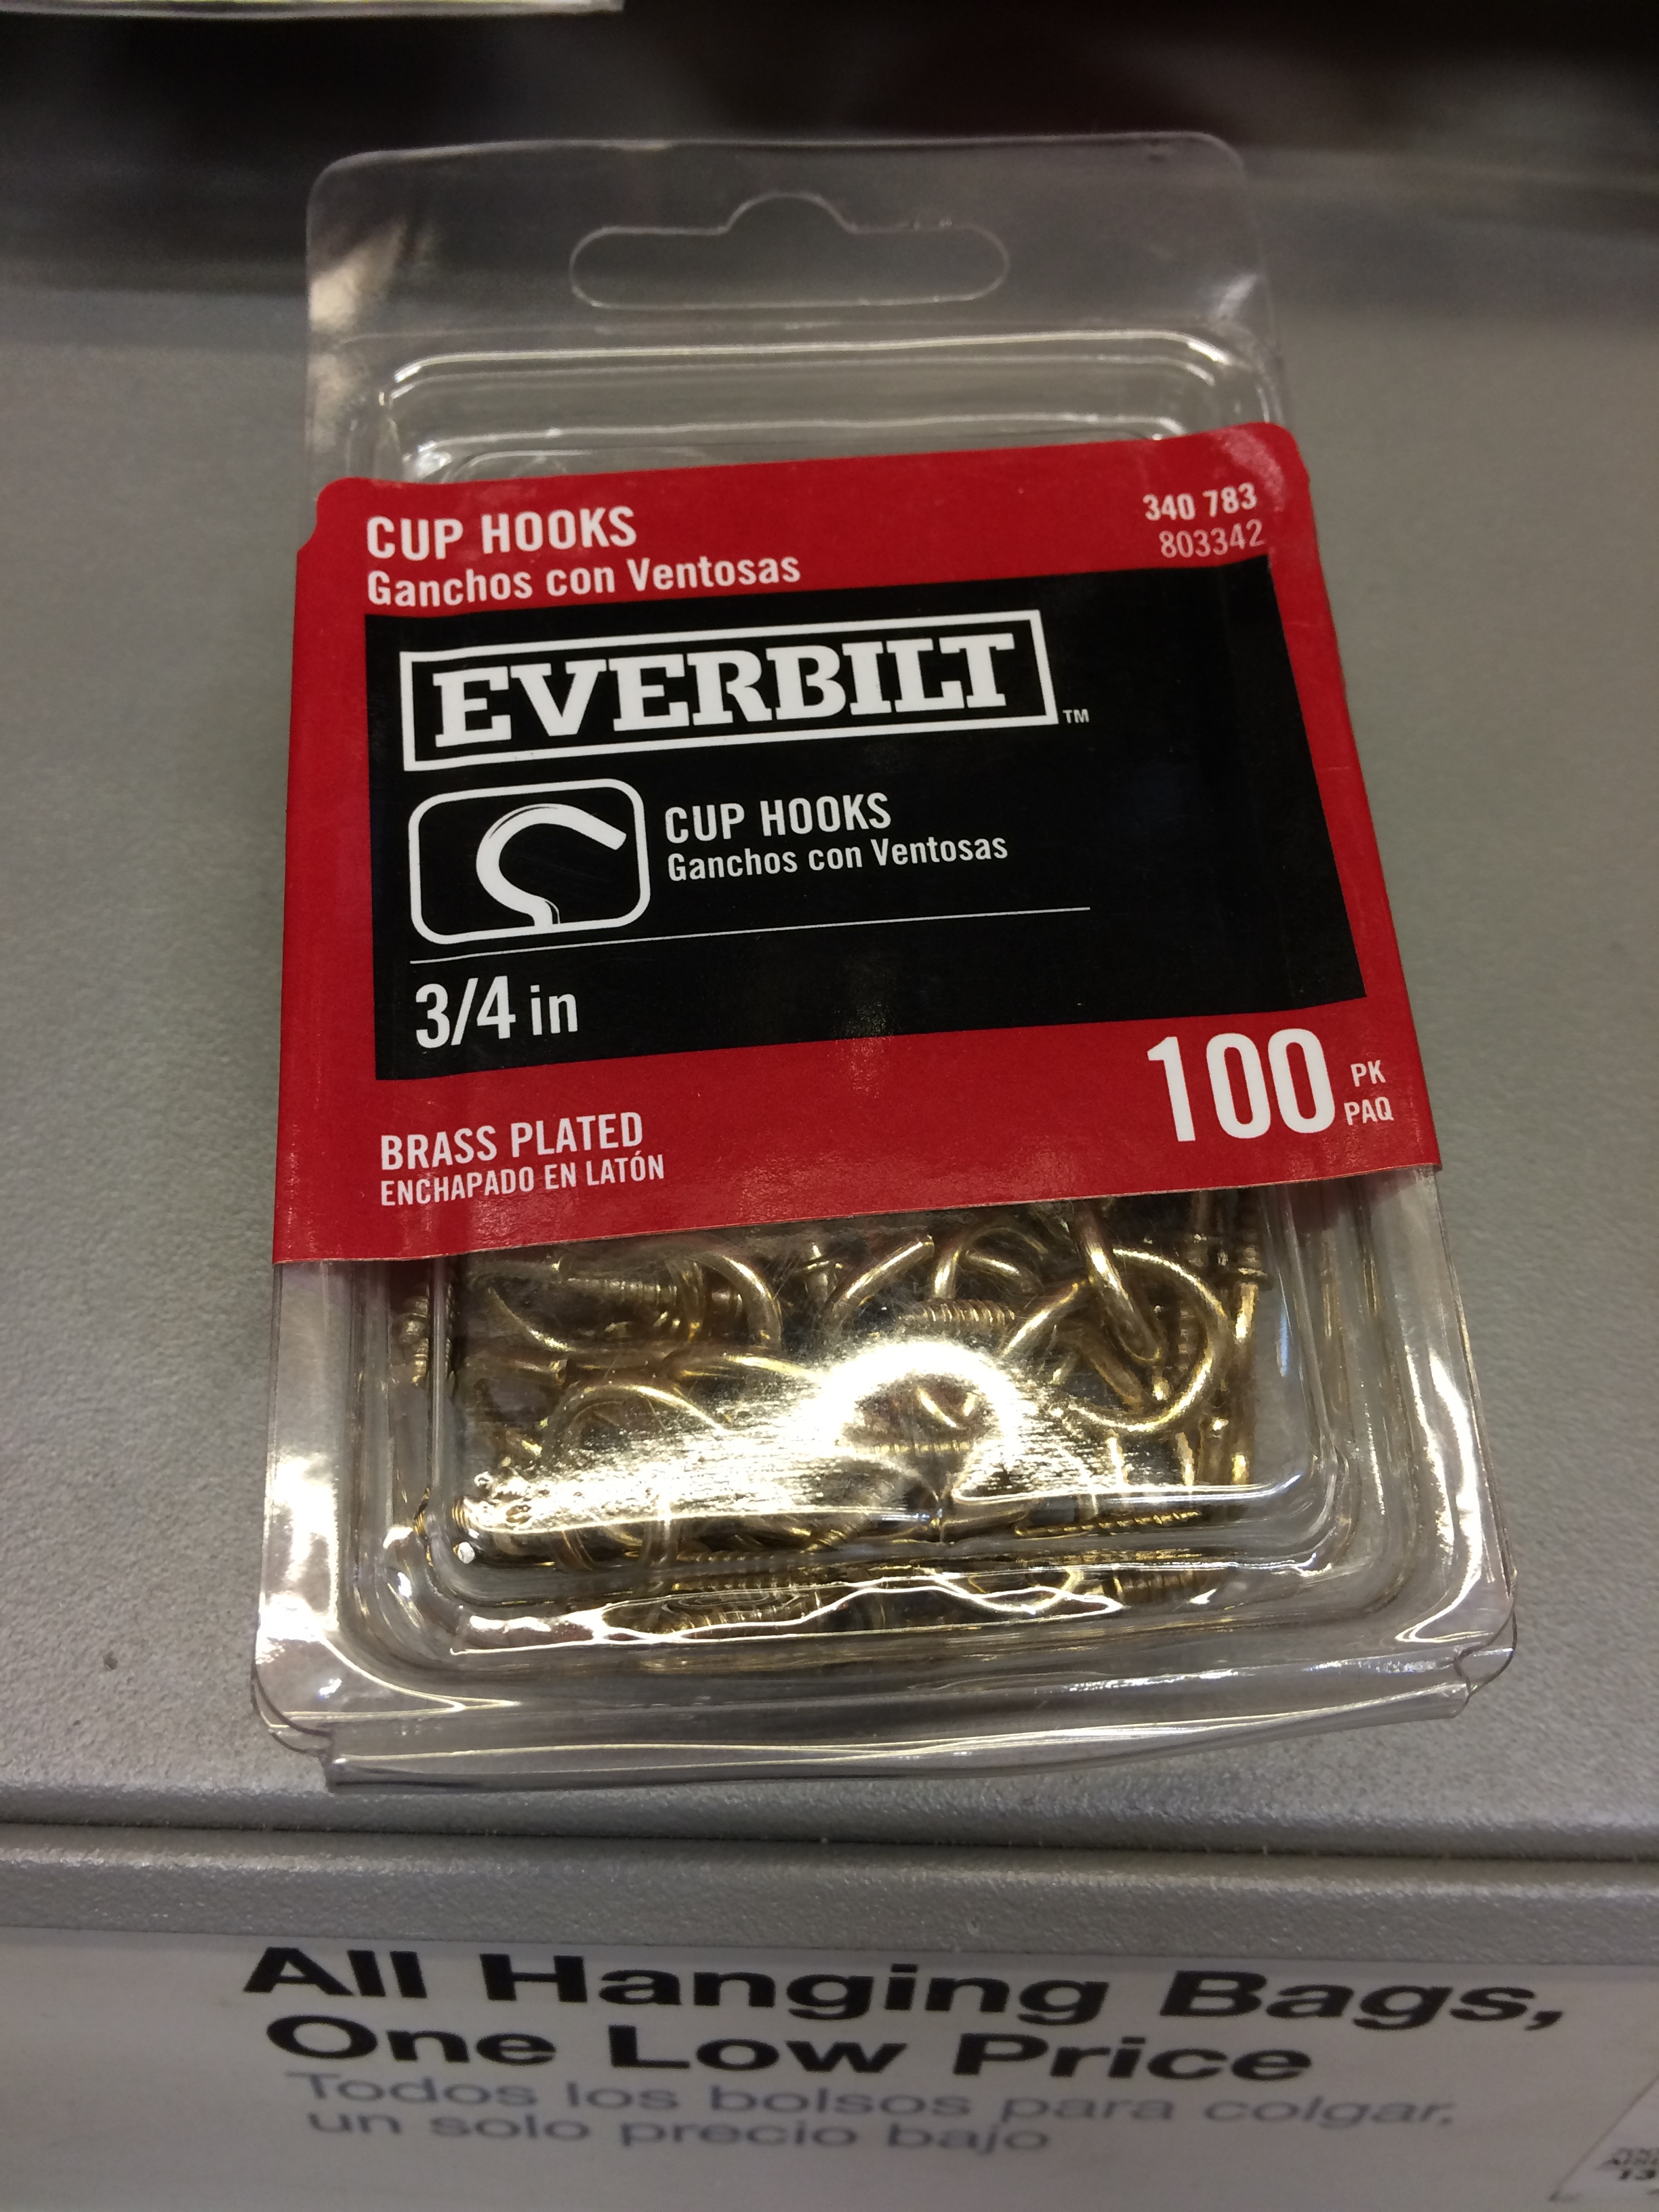 CUP HOOKS
Ganchos con Ventosas
340 783
803342
EVERBILT™
CUP HOOKS
Ganchos con Ventosas
3/4 in
100 PK
PAQ
BRASS PLATED
ENCHAPADO EN LATÓN
All Hanging Bags,
One Low Price
Todos los bolsos para colgar,
un solo precio bajo